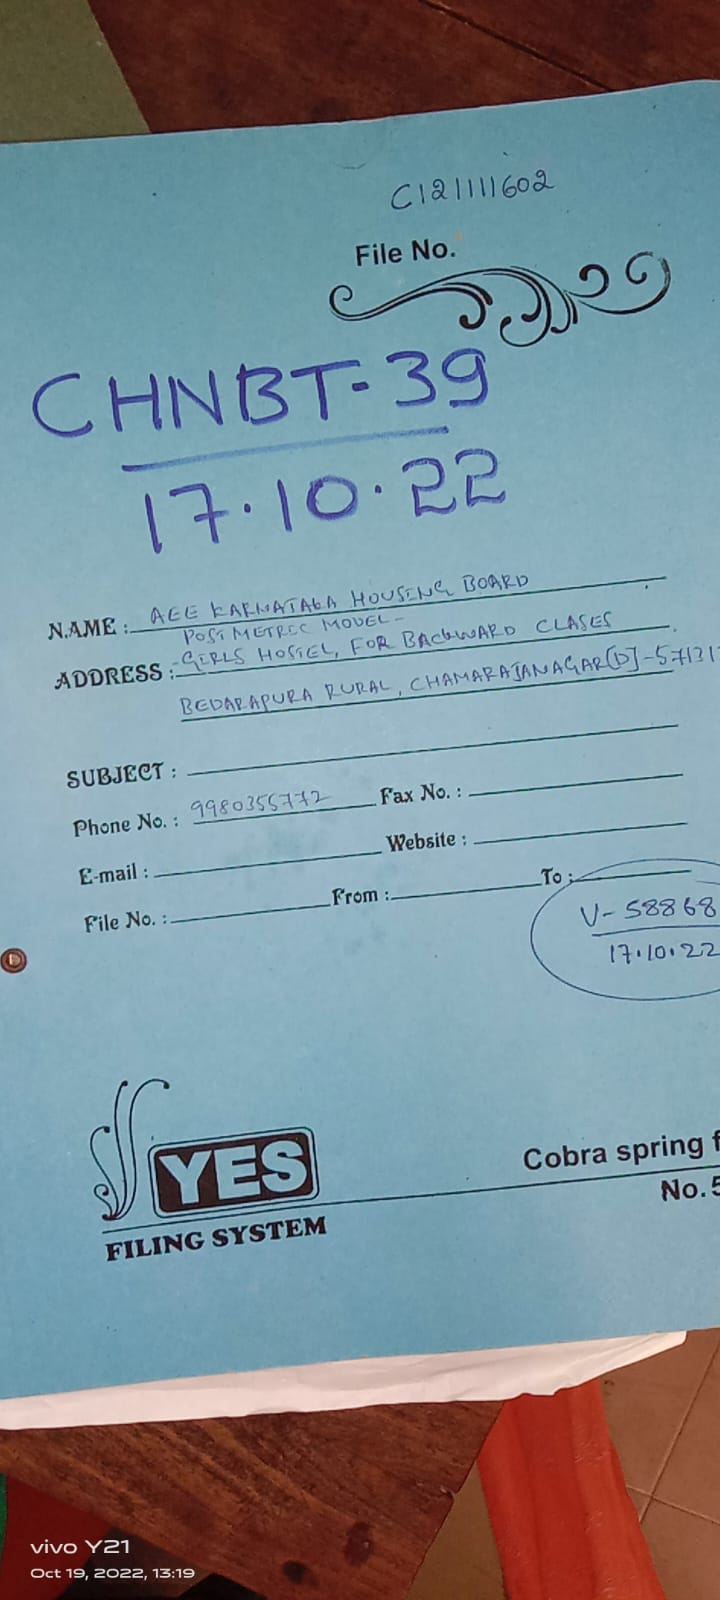 C121111602
File No.
CHNBT-39
17.10.22
NAME : AEE KARNATAKA HOUSING BOARD
POST METRIC MODEL-
ADDRESS : -GIRLS HOSTEL, FOR BACKWARD CLASES
BEDARAPURA RURAL, CHAMARAJANAGAR[D]-57131
SUBJECT :
Phone No. : 9980355772 Fax No. :
E-mail : Website :
File No. : From : To :
V-58868
17.10.22
YES
FILING SYSTEM
Cobra spring f
No.5
vivo Y21
Oct 19, 2022, 13:19